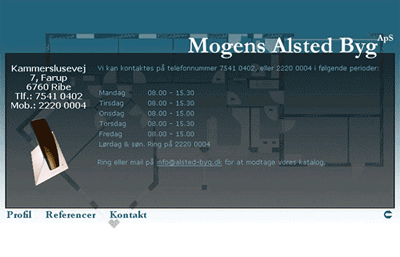 Mogens Alsted Byg ApS
Kammerslusevej
7, Farup
6760 Ribe
Tlf.: 7541 0402
Mob.: 2220 0004
Vi kan kontaktes på telefonnummer 7541 0402, eller 2220 0004 i følgende perioder:
Mandag 08.00 - 15.30
Tirsdag 08.00 - 15.30
Onsdag 08.00 - 15.00
Torsdag 08.00 - 15.30
Fredag 08.00 - 15.00
Lørdag & søn. Ring på 2220 0004
Ring eller mail på info@alsted-byg.dk for at modtage vores katalog.
Profil Referencer Kontakt